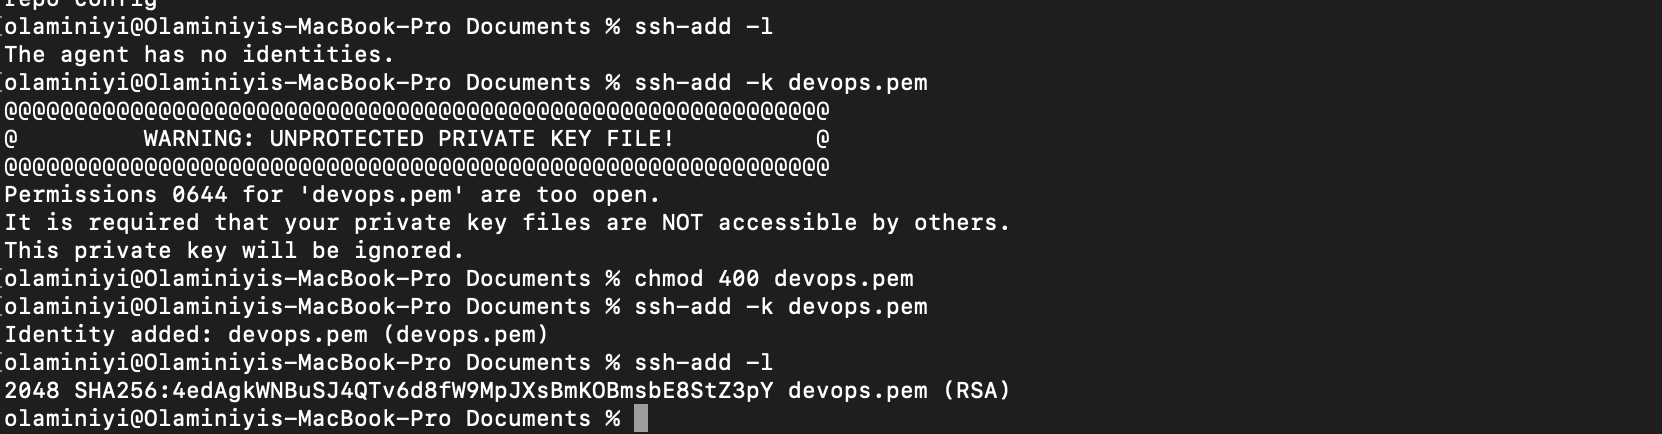 repo config
olaminiyi@Olaminiyis-MacBook-Pro Documents % ssh-add -l
The agent has no identities.
olaminiyi@Olaminiyis-MacBook-Pro Documents % ssh-add -k devops.pem
@@@@@@@@@@@@@@@@@@@@@@@@@@@@@@@@@@@@@@@@@@@@@@@@@@@@@@@@@@@
@         WARNING: UNPROTECTED PRIVATE KEY FILE!          @
@@@@@@@@@@@@@@@@@@@@@@@@@@@@@@@@@@@@@@@@@@@@@@@@@@@@@@@@@@@
Permissions 0644 for 'devops.pem' are too open.
It is required that your private key files are NOT accessible by others.
This private key will be ignored.
olaminiyi@Olaminiyis-MacBook-Pro Documents % chmod 400 devops.pem
olaminiyi@Olaminiyis-MacBook-Pro Documents % ssh-add -k devops.pem
Identity added: devops.pem (devops.pem)
olaminiyi@Olaminiyis-MacBook-Pro Documents % ssh-add -l
2048 SHA256:4edAgkWNBuSJ4QTv6d8fW9MpJXsBmKOBmsbE8StZ3pY devops.pem (RSA)
olaminiyi@Olaminiyis-MacBook-Pro Documents %